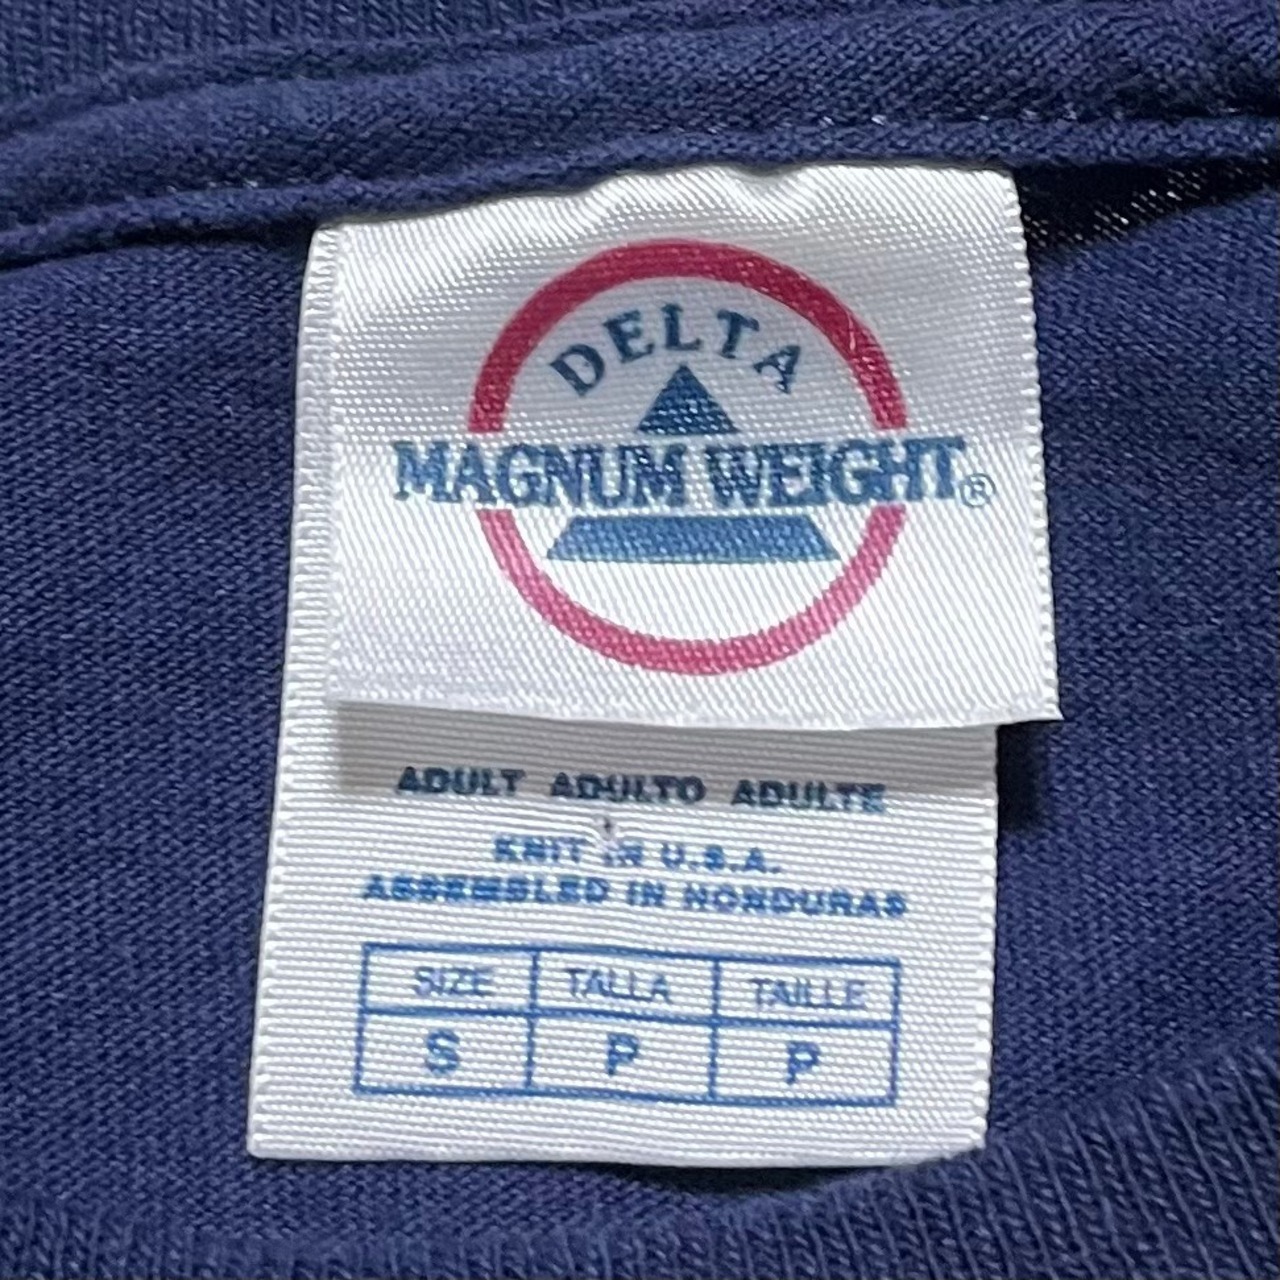 DELTA
MAGNUM WEIGHT®
ADULT ADULTO ADULTE
KNIT IN U.S.A.
ASSEMBLED IN HONDURAS
SIZE TALLA TAILLE
S P P